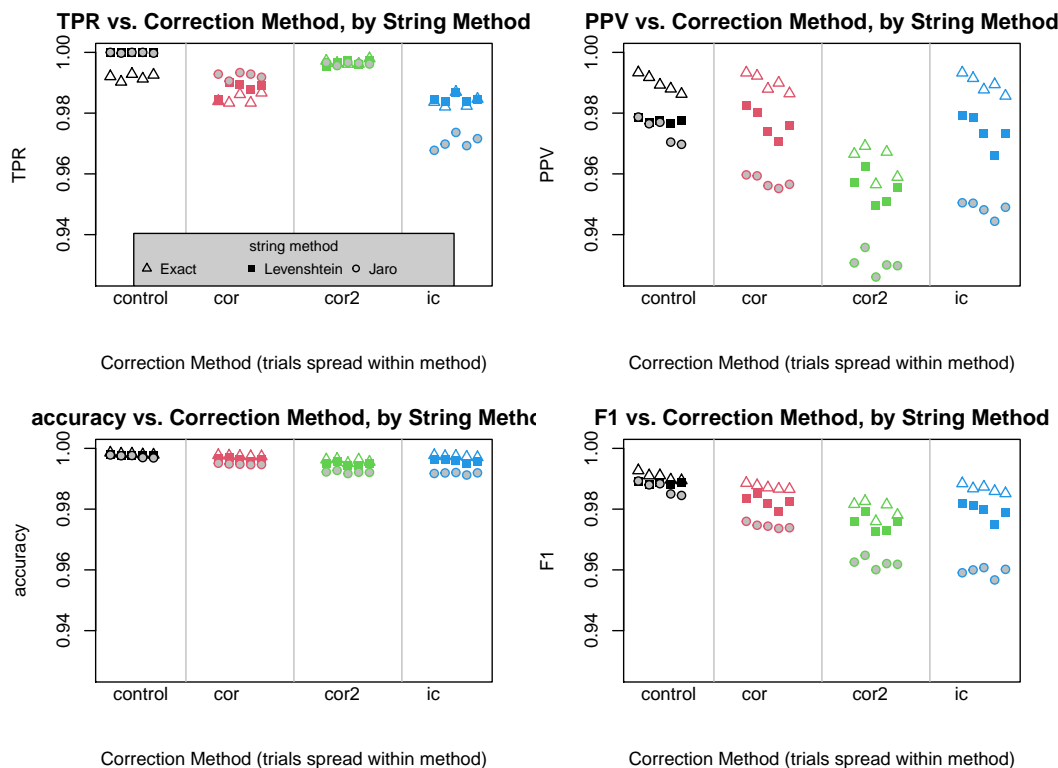 TPR vs. Correction Method, by String Method
1.00
0.98
0.96
0.94
TPR
string method
Exact
Levenshtein
Jaro
control
cor
cor2
ic
Correction Method (trials spread within method)
PPV vs. Correction Method, by String Method
1.00
0.98
0.96
0.94
PPV
control
cor
cor2
ic
Correction Method (trials spread within method)
accuracy vs. Correction Method, by String Metho
1.00
0.98
0.96
0.94
accuracy
control
cor
cor2
ic
Correction Method (trials spread within method)
F1 vs. Correction Method, by String Method
1.00
0.98
0.96
0.94
F1
control
cor
cor2
ic
Correction Method (trials spread within method)